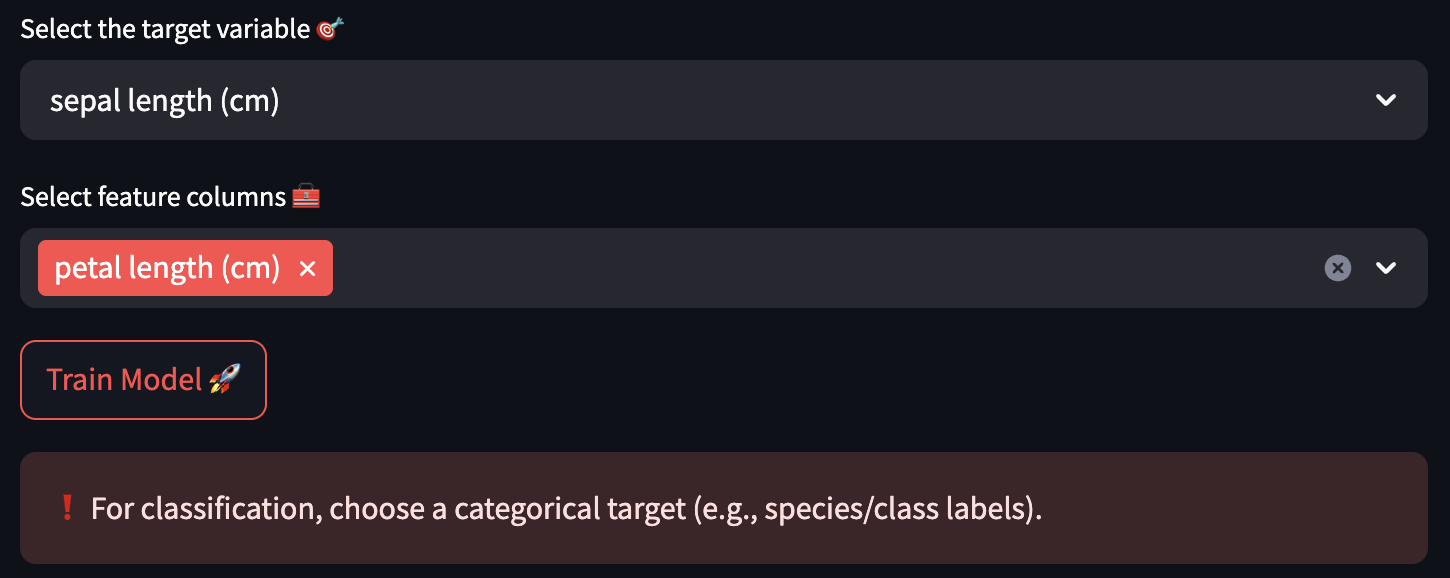 Select the target variable 🎯
sepal length (cm)
Select feature columns 🧰
petal length (cm) ×
Train Model 🚀
❗ For classification, choose a categorical target (e.g., species/class labels).